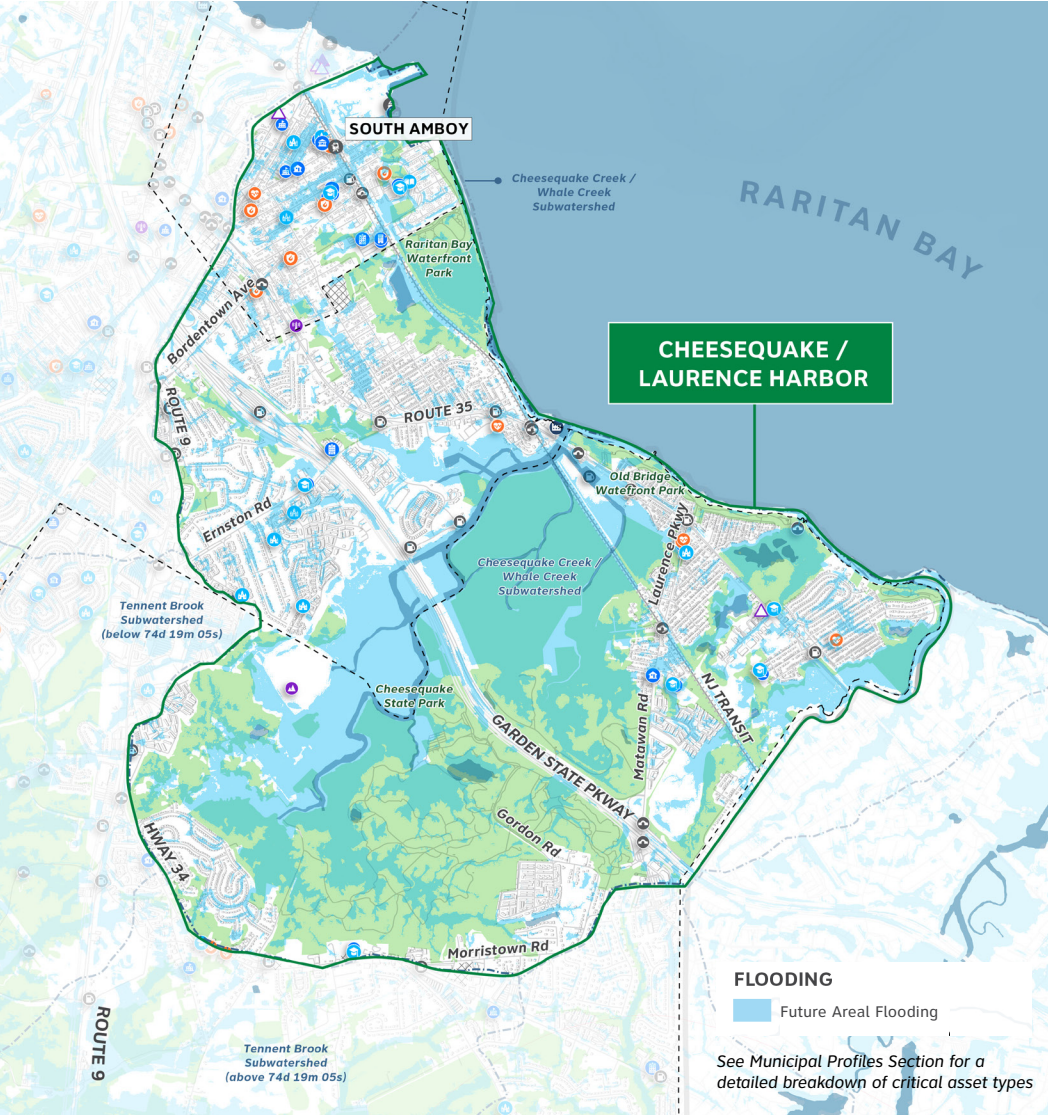 SOUTH AMBOY
Cheesequake Creek /
Whale Creek
Subwatershed
RARITAN BAY
Raritan Bay
Waterfront
Park
Bordentown Ave
CHEESEQUAKE /
LAURENCE HARBOR
ROUTE 9
ROUTE 35
Old Bridge
Watefront Park
Ernston Rd
Laurence Pkwy
Cheesequake Creek /
Whale Creek
Subwatershed
Tennent Brook
Subwatershed
(below 74d 19m 05s)
Cheesequake
State Park
NJ TRANSIT
Matawan Rd
GARDEN STATE PKWAY
Gordon Rd
HWAY 34
Morristown Rd
ROUTE 9
Tennent Brook
Subwatershed
(above 74d 19m 05s)
FLOODING
Future Areal Flooding
See Municipal Profiles Section for a
detailed breakdown of critical asset types